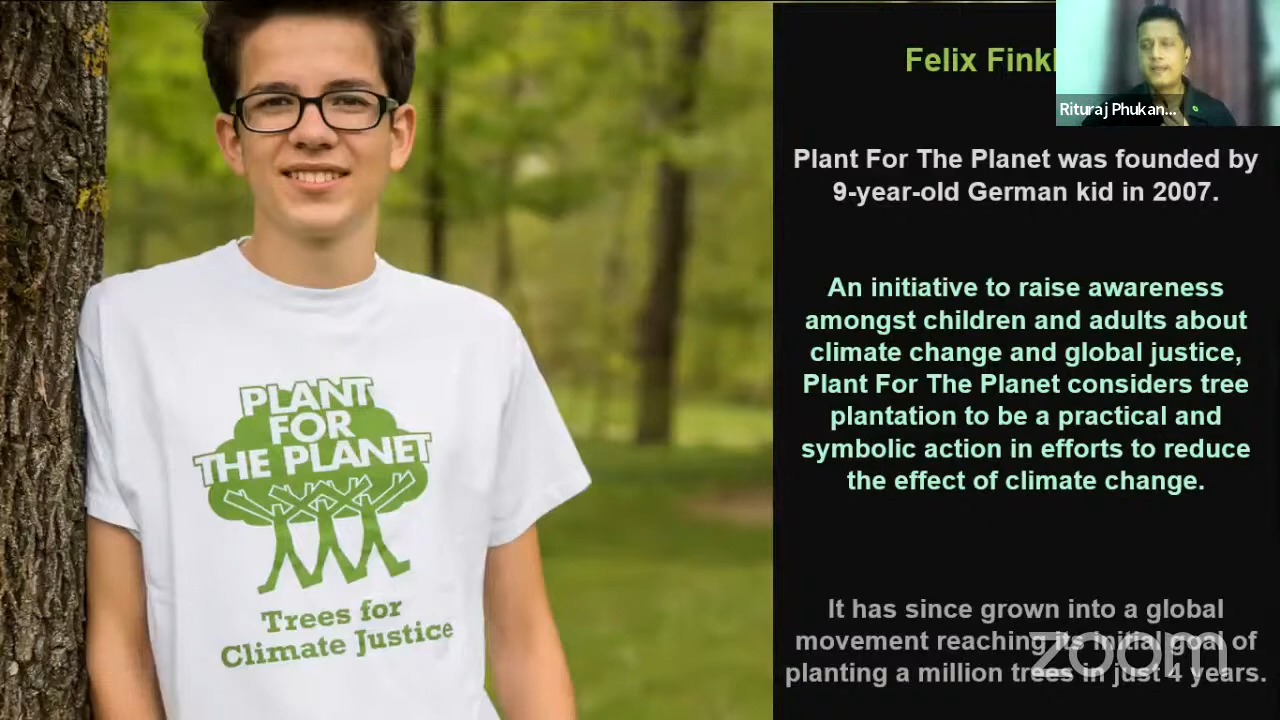 PLANT
FOR
THE PLANET
Trees for
Climate Justice
Felix Fink
Rituraj Phukan...
Plant For The Planet was founded by
9-year-old German kid in 2007.
An initiative to raise awareness
amongst children and adults about
climate change and global justice,
Plant For The Planet considers tree
plantation to be a practical and
symbolic action in efforts to reduce
the effect of climate change.
It has since grown into a global
movement reaching its initial goal of
planting a million trees in just 4 years.
zoom